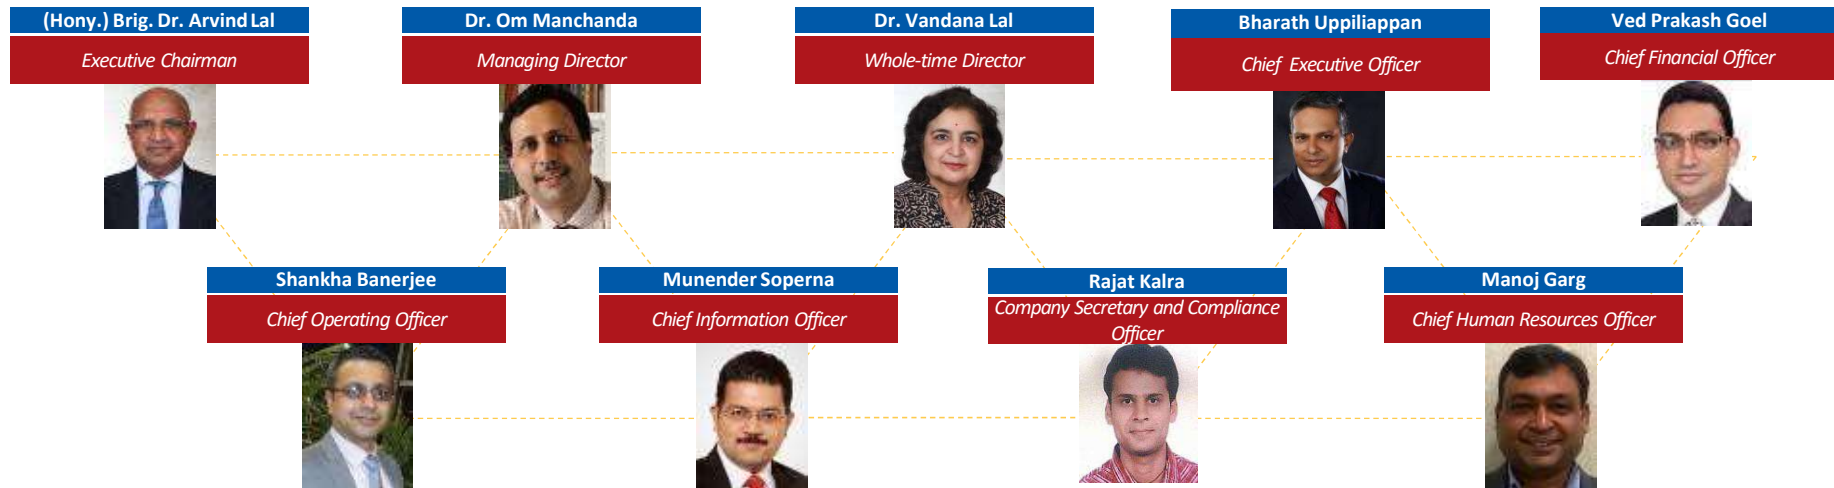 (Hony.) Brig. Dr. Arvind Lal
Executive Chairman
Dr. Om Manchanda
Managing Director
Dr. Vandana Lal
Whole-time Director
Bharath Uppiliappan
Chief Executive Officer
Ved Prakash Goel
Chief Financial Officer
Shankha Banerjee
Chief Operating Officer
Munender Soperna
Chief Information Officer
Rajat Kalra
Company Secretary and Compliance
Officer
Manoj Garg
Chief Human Resources Officer